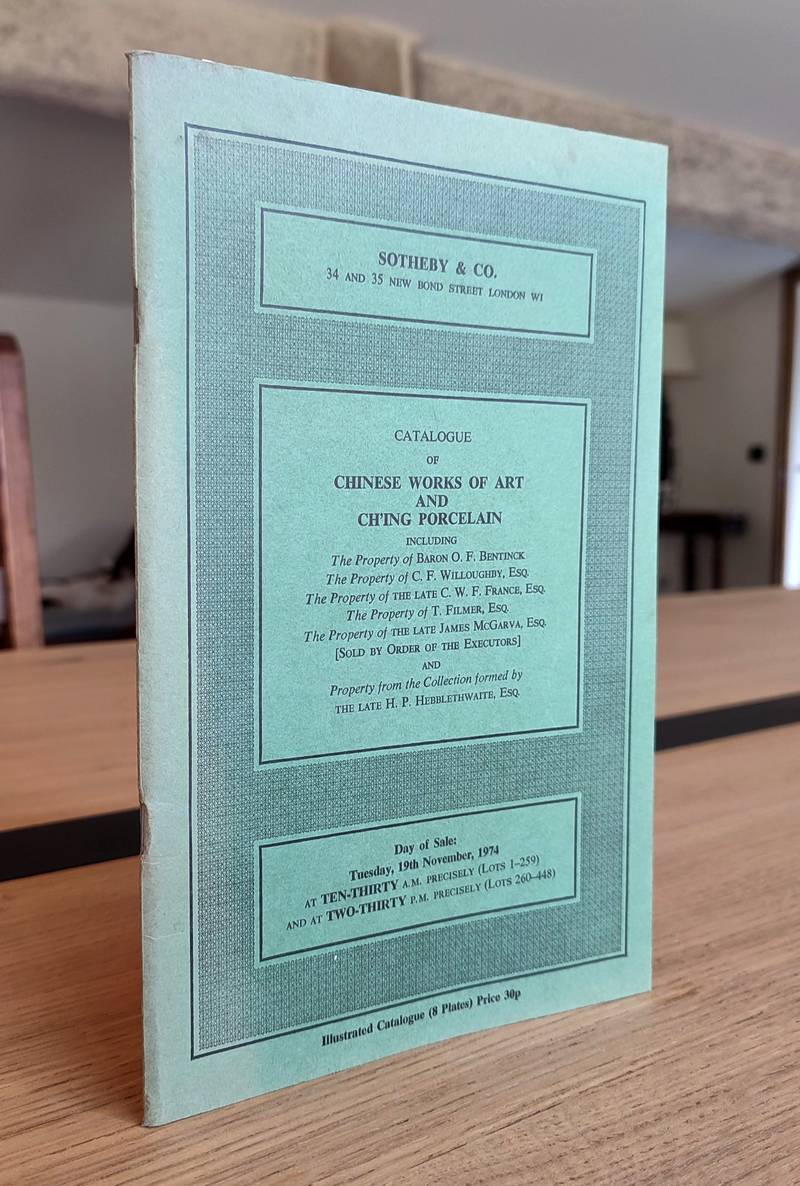 SOTHEBY & CO.
34 AND 35 NEW BOND STREET LONDON W1
CATALOGUE
OF
CHINESE WORKS OF ART
AND
CH'ING PORCELAIN
INCLUDING
The Property of BARON O. F. BENTINCK
The Property of C. F. WILLOUGHBY, ESQ.
The Property of THE LATE C. W. F. FRANCE, ESQ.
The Property of T. FILMER, ESQ.
The Property of THE LATE JAMES MCGARVA, ESQ.
[SOLD BY ORDER OF THE EXECUTORS]
AND
Property from the Collection formed by
THE LATE H. P. HEBBLETHWAITE, ESQ.
Day of Sale:
Tuesday, 19th November, 1974
AT TEN-THIRTY A.M. PRECISELY (LOTS 1–259)
AND AT TWO-THIRTY P.M. PRECISELY (LOTS 260–448)
Illustrated Catalogue (8 Plates) Price 30p